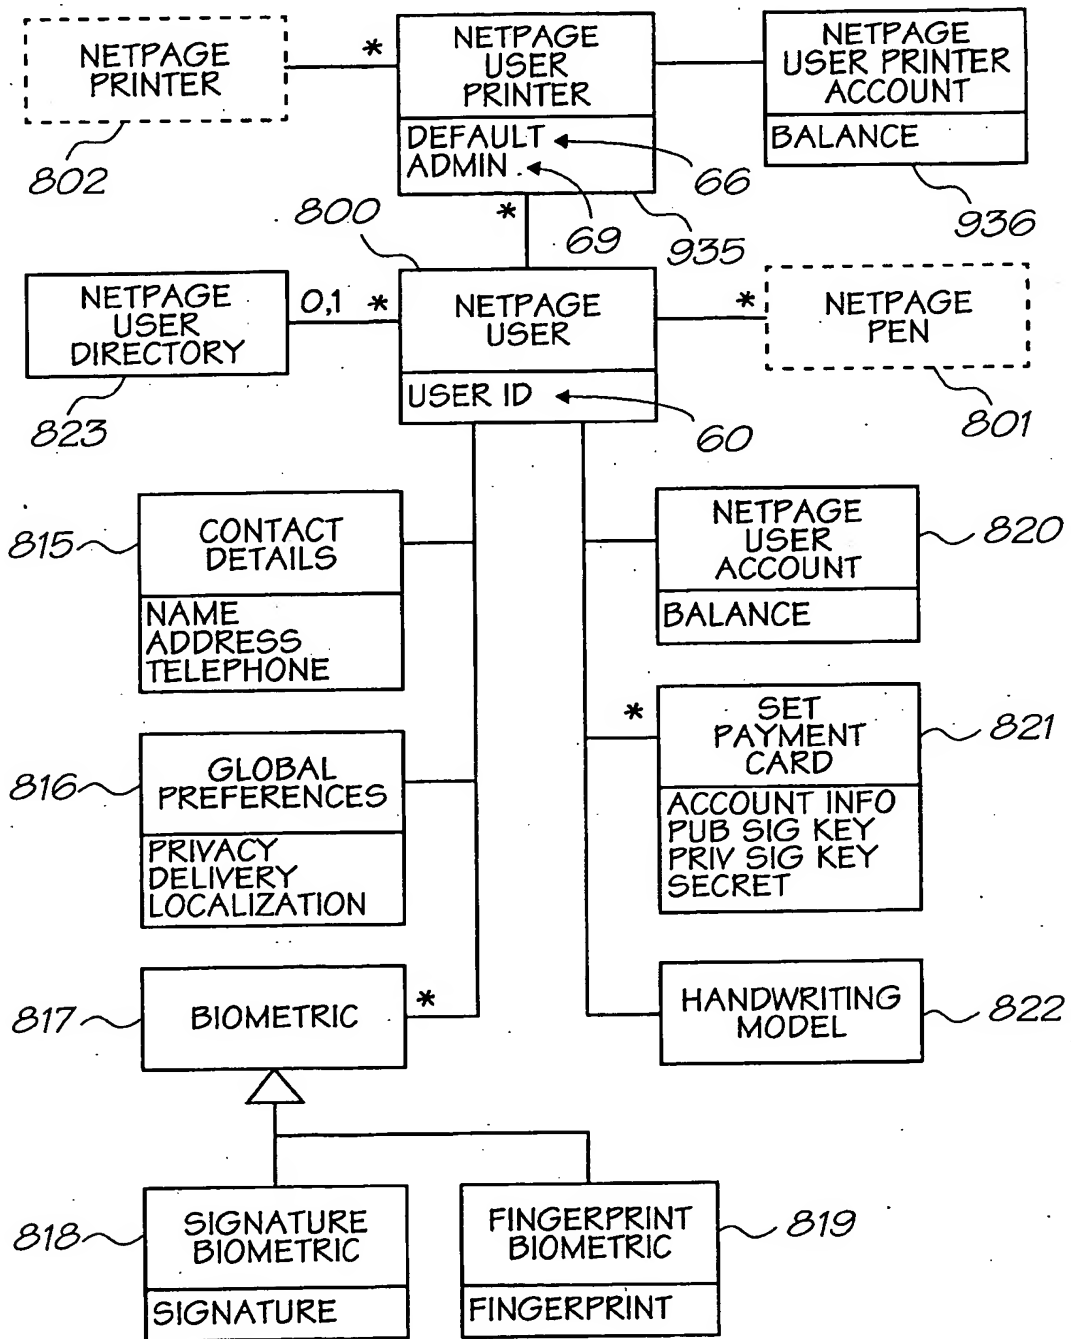 NETPAGE
PRINTER
802
*
NETPAGE
USER
PRINTER
DEFAULT
ADMIN
66
69
935
*
NETPAGE
USER PRINTER
ACCOUNT
BALANCE
936
800
NETPAGE
USER
DIRECTORY
823
0,1
*
NETPAGE
USER
USER ID
60
*
NETPAGE
PEN
801
815
CONTACT
DETAILS
NAME
ADDRESS
TELEPHONE
NETPAGE
USER
ACCOUNT
BALANCE
820
816
GLOBAL
PREFERENCES
PRIVACY
DELIVERY
LOCALIZATION
*
SET
PAYMENT
CARD
ACCOUNT INFO
PUB SIG KEY
PRIV SIG KEY
SECRET
821
817
BIOMETRIC
*
HANDWRITING
MODEL
822
818
SIGNATURE
BIOMETRIC
SIGNATURE
FINGERPRINT
BIOMETRIC
FINGERPRINT
819